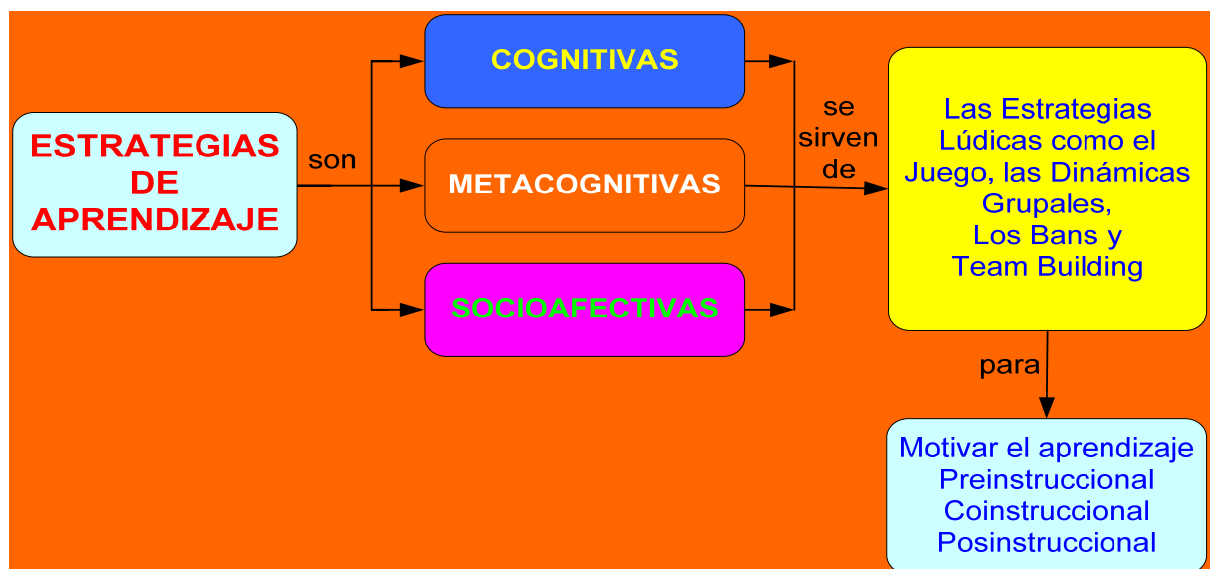 ESTRATEGIAS
DE
APRENDIZAJE
son
COGNITIVAS
METACOGNITIVAS
SOCIOAFECTIVAS
se
sirven
de
Las Estrategias
Lúdicas como el
Juego, las Dinámicas
Grupales,
Los Bans y
Team Building
para
Motivar el aprendizaje
Preinstruccional
Coinstruccional
Posinstruccional